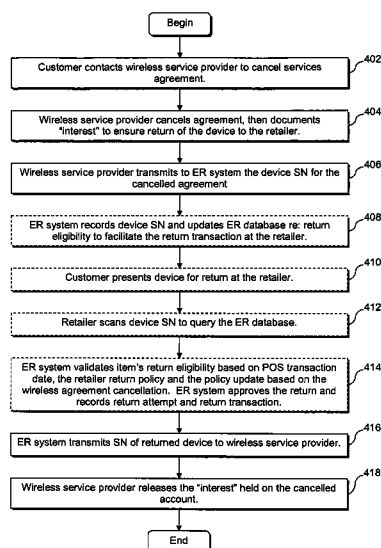 Begin
402
Customer contacts wireless service provider to cancel services
agreement.
404
Wireless service provider cancels agreement, then documents
"interest" to ensure return of the device to the retailer.
406
Wireless service provider transmits to ER system the device SN for the
cancelled agreement
408
ER system records device SN and updates ER database re: return
eligibility to facilitate the return transaction at the retailer.
410
Customer presents device for return at the retailer.
412
Retailer scans device SN to query the ER database.
414
ER system validates item's return eligibility based on POS transaction
date, the retailer return policy and the policy update based on the
wireless agreement cancellation. ER system approves the return and
records return attempt and return transaction.
416
ER system transmits SN of returned device to wireless service provider.
418
Wireless service provider releases the "interest" held on the cancelled
account.
End